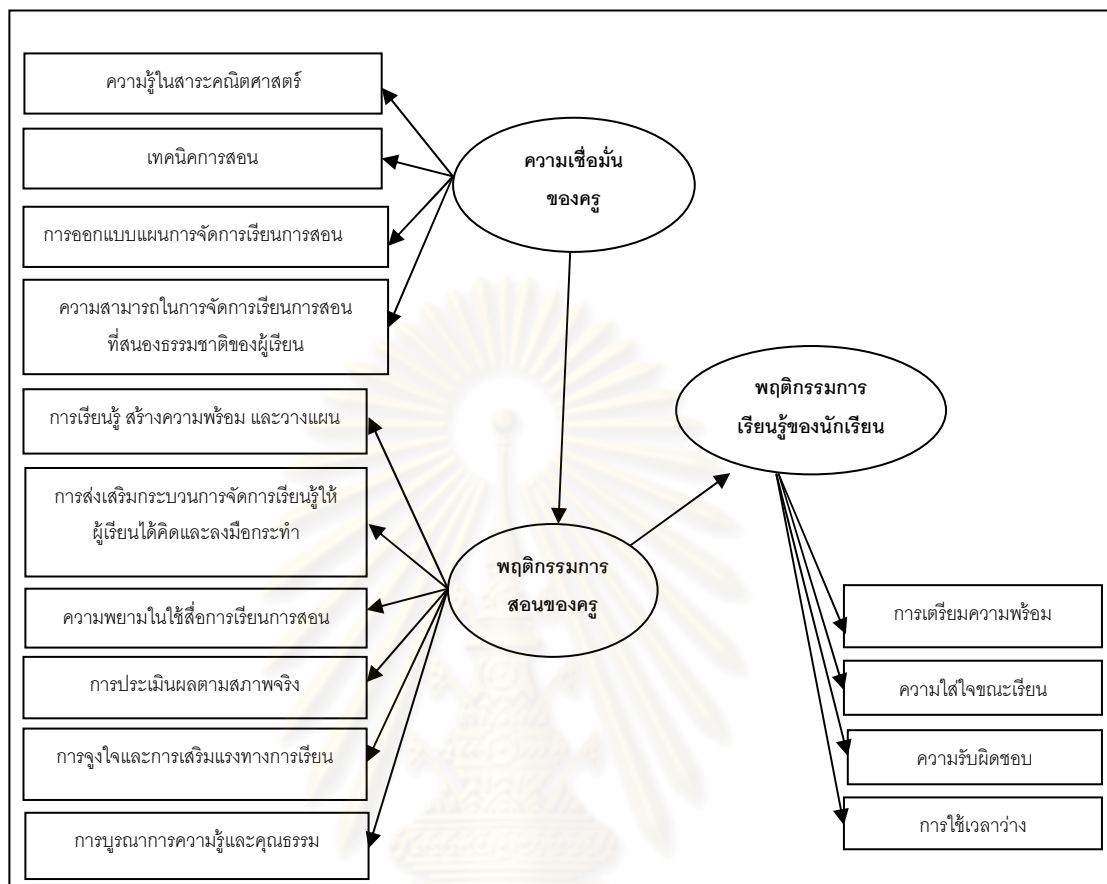 ความรู้ในสาระคณิตศาสตร์
เทคนิคการสอน
การออกแบบแผนการจัดการเรียนการสอน
ความสามารถในการจัดการเรียนการสอน
ที่สนองธรรมชาติของผู้เรียน
ความเชื่อมั่น
ของครู
การเรียนรู้ สร้างความพร้อม และวางแผน
การส่งเสริมกระบวนการจัดการเรียนรู้ให้
ผู้เรียนได้คิดและลงมือกระทำ
ความพยามในใช้สื่อการเรียนการสอน
การประเมินผลตามสภาพจริง
การจูงใจและการเสริมแรงทางการเรียน
การบูรณาการความรู้และคุณธรรม
พฤติกรรมการ
สอนของครู
พฤติกรรมการ
เรียนรู้ของนักเรียน
การเตรียมความพร้อม
ความใส่ใจขณะเรียน
ความรับผิดชอบ
การใช้เวลาว่าง